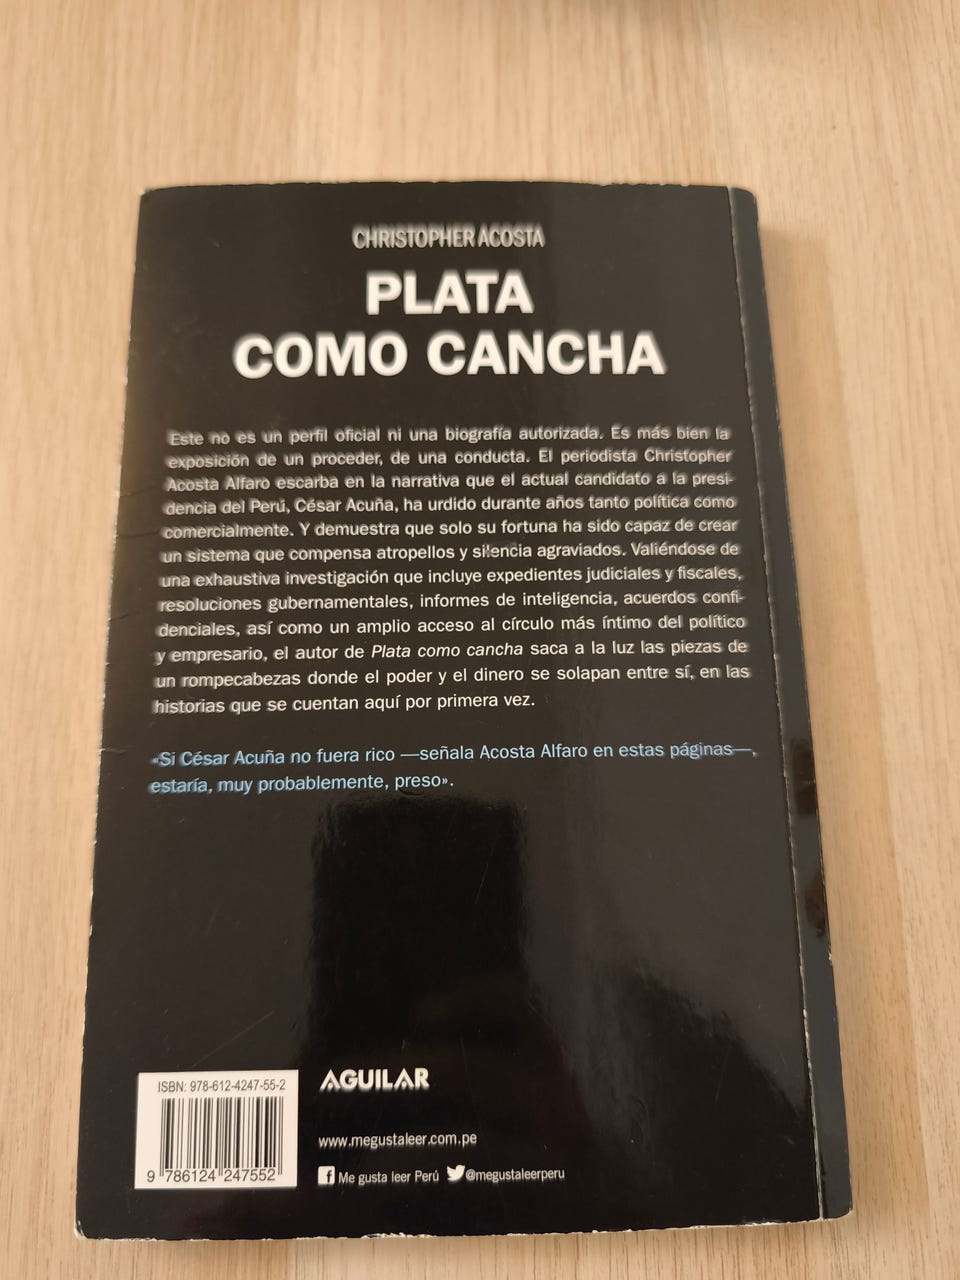 CHRISTOPHER ACOSTA
PLATA
COMO CANCHA
Este no es un perfil oficial ni una biografía autorizada. Es más bien la
exposición de un proceder, de una conducta. El periodista Christopher
Acosta Alfaro escarba en la narrativa que el actual candidato a la presi-
dencia del Perú, César Acuña, ha urdido durante años tanto política como
comercialmente. Y demuestra que solo su fortuna ha sido capaz de crear
un sistema que compensa atropellos y silencia agraviados. Valiéndose de
una exhaustiva investigación que incluye expedientes judiciales y fiscales,
resoluciones gubernamentales, informes de inteligencia, acuerdos confi-
denciales, así como un amplio acceso al círculo más íntimo del político
y empresario, el autor de Plata como cancha saca a la luz las piezas de
un rompecabezas donde el poder y el dinero se solapan entre sí, en las
historias que se cuentan aquí por primera vez.
«Si César Acuña no fuera rico —señala Acosta Alfaro en estas páginas—,
estaría, muy probablemente, preso».
ISBN: 978-612-4247-55-2
9 786124 247552
AGUILAR
www.megustaleer.com.pe
f Me gusta leer Perú @megustaleerperu